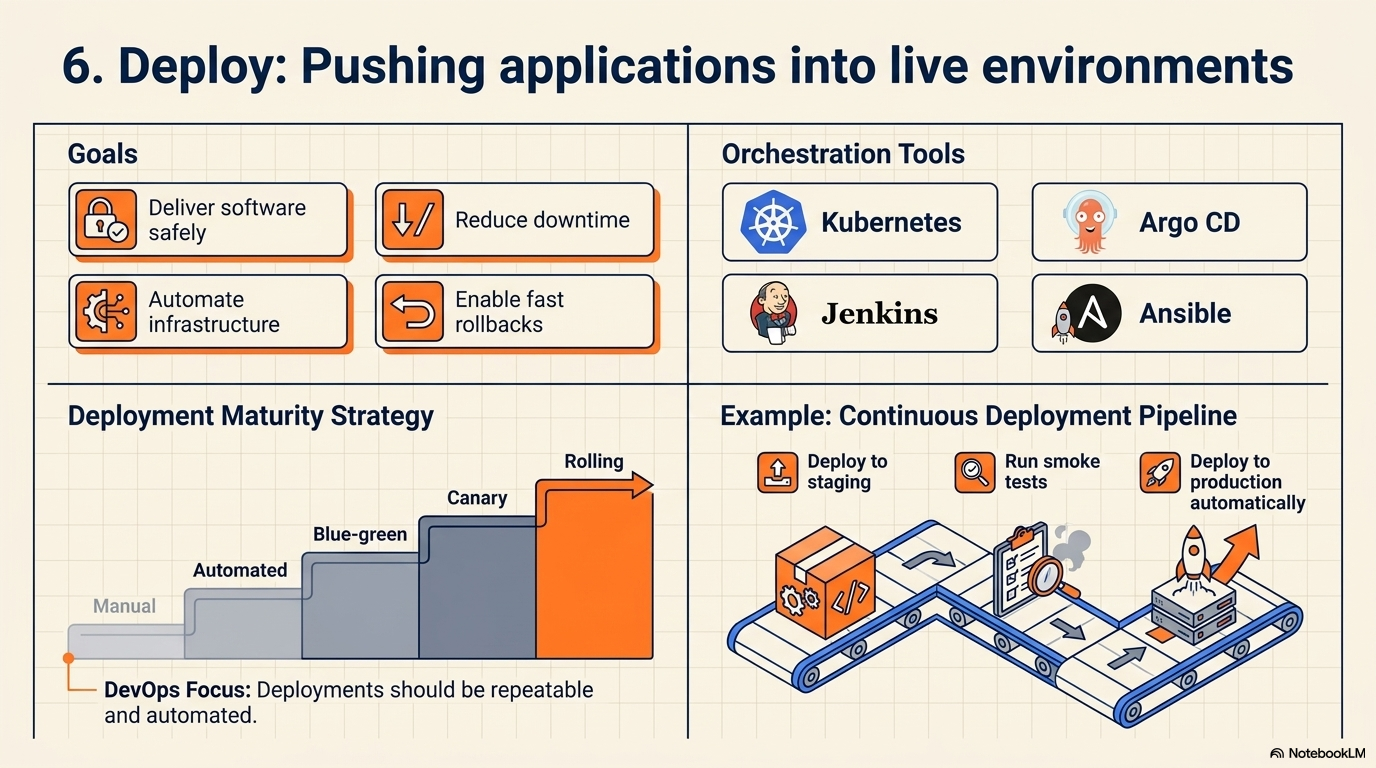 6. Deploy: Pushing applications into live environments
Goals
Deliver software
safely
Reduce downtime
Automate
infrastructure
Enable fast
rollbacks
Orchestration Tools
Kubernetes
Argo CD
Jenkins
A
Ansible
Deployment Maturity Strategy
Manual
Automated
Blue-green
Canary
Rolling
DevOps Focus: Deployments should be repeatable
and automated.
Example: Continuous Deployment Pipeline
Deploy to
staging
Run smoke
tests
Deploy to
production
automatically
</>
NotebookLM